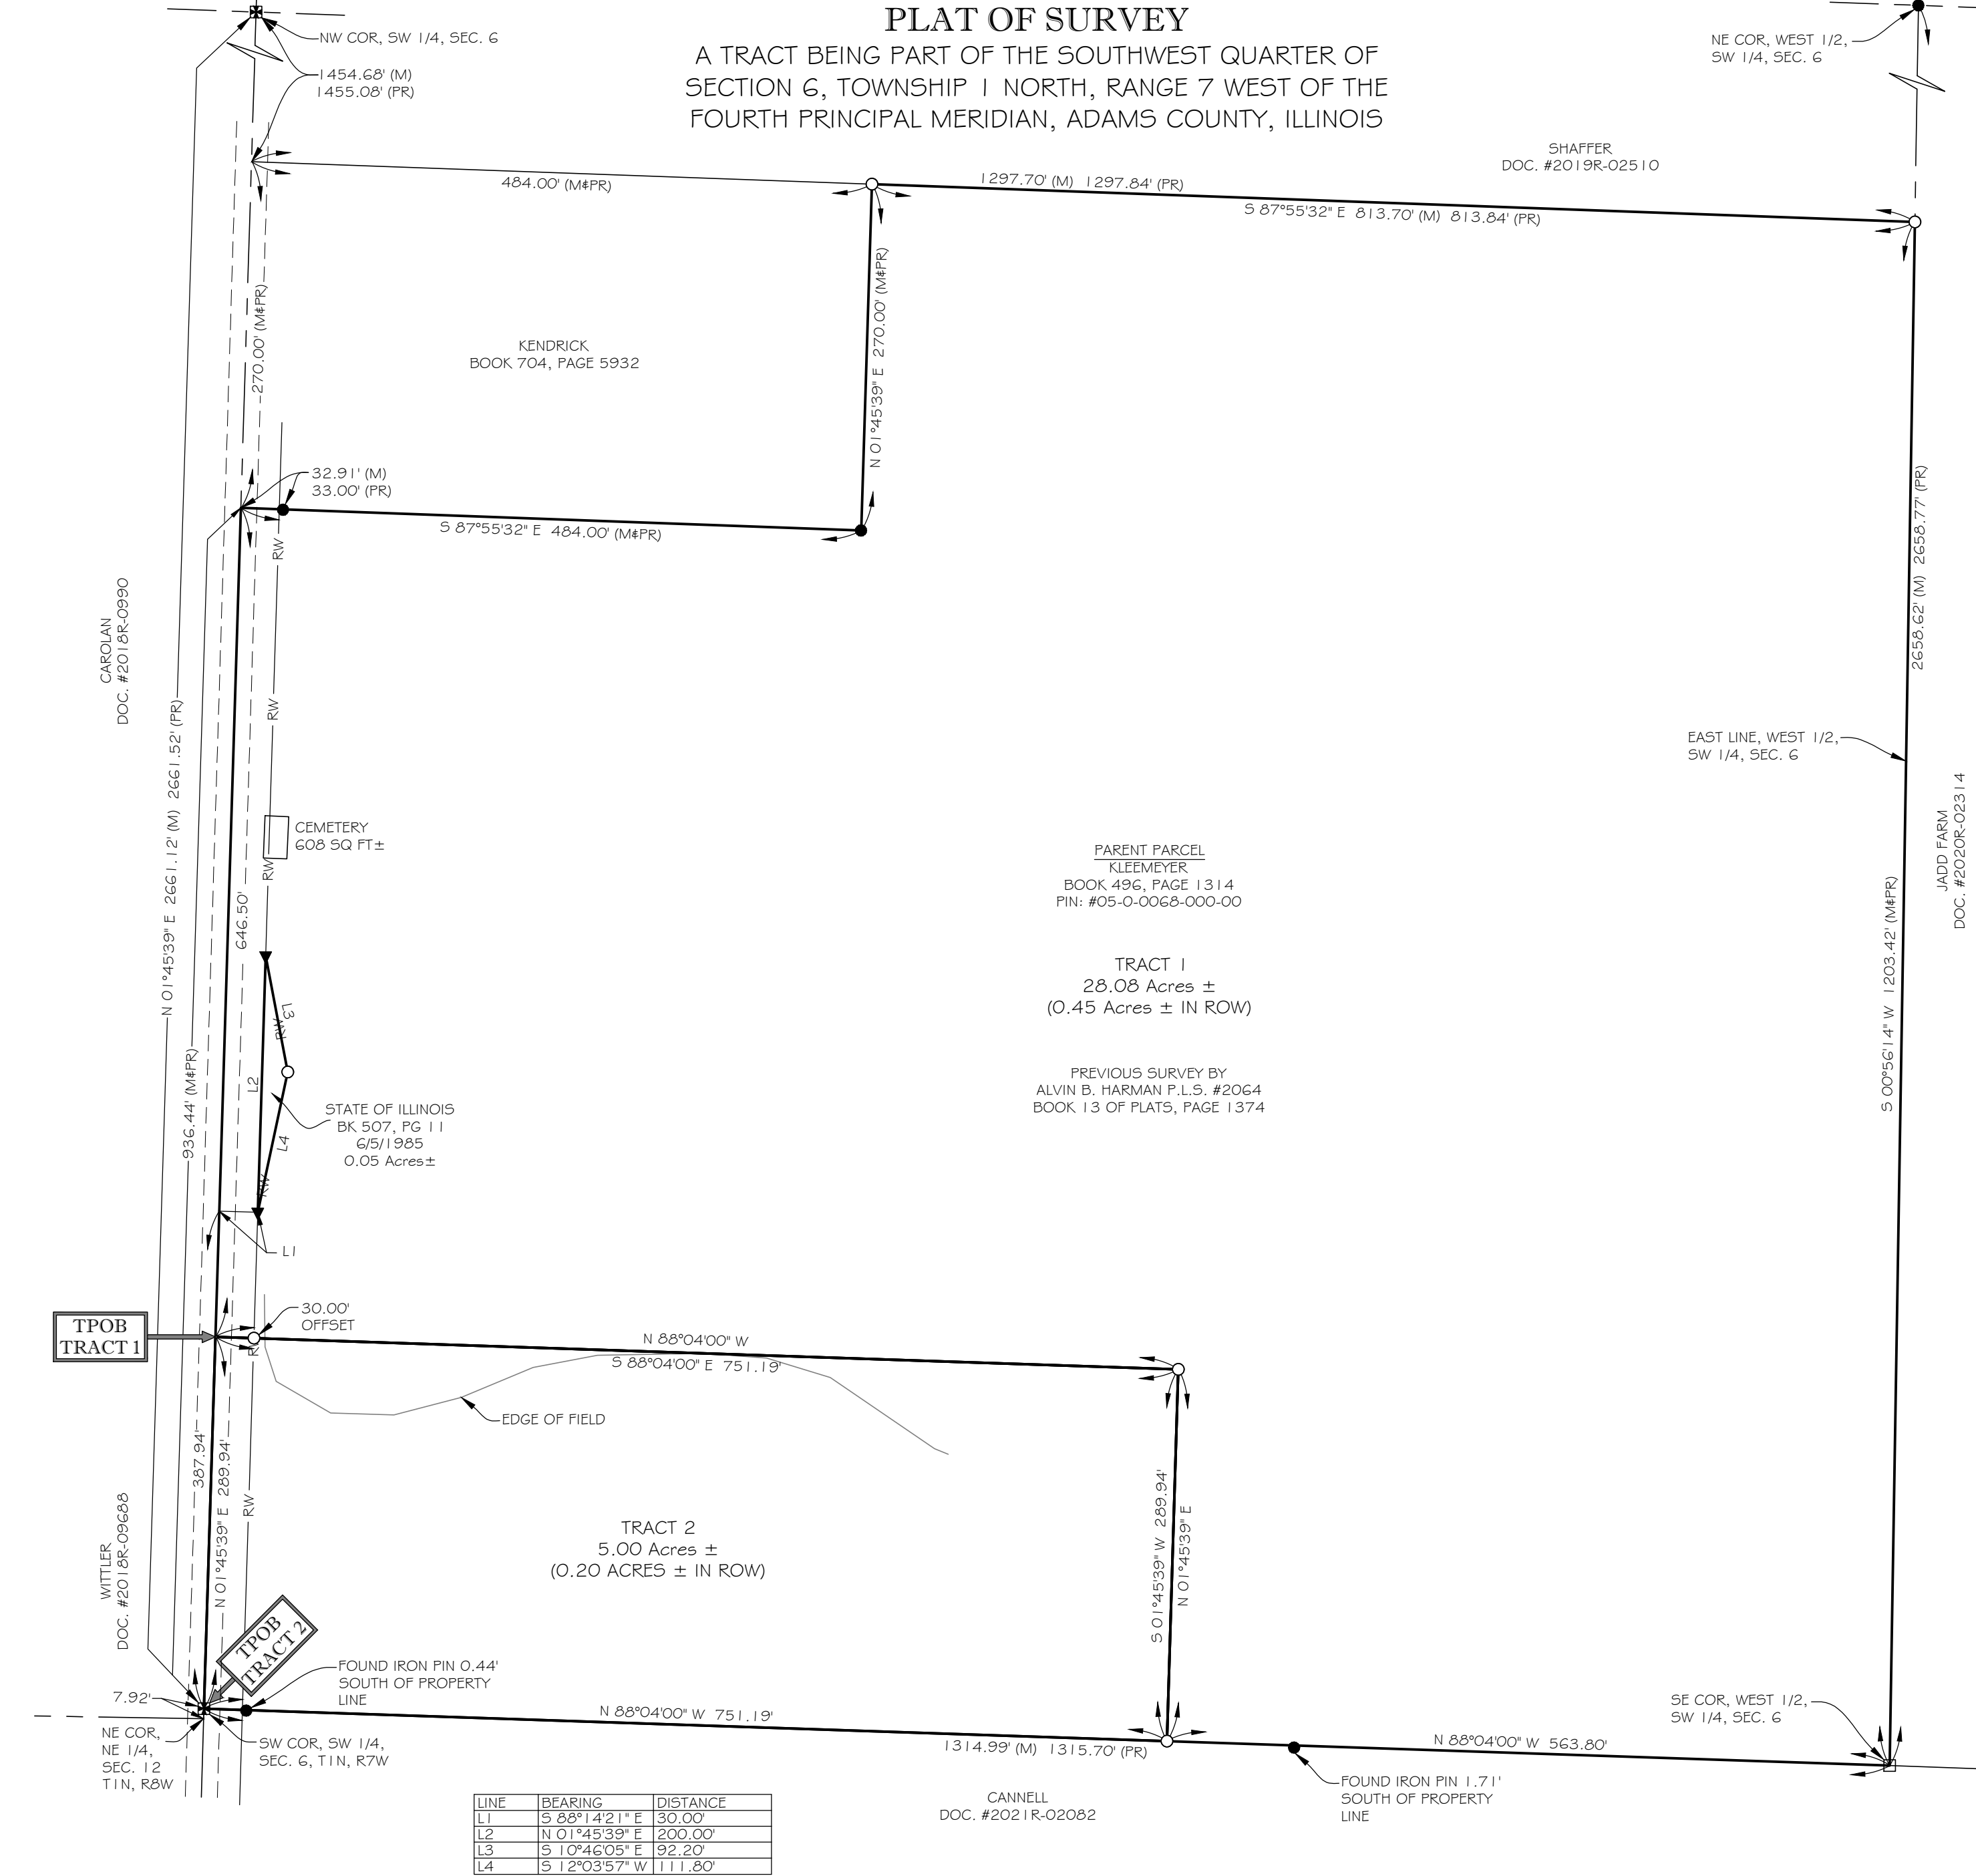 PLAT OF SURVEY
A TRACT BEING PART OF THE SOUTHWEST QUARTER OF
SECTION 6, TOWNSHIP 1 NORTH, RANGE 7 WEST OF THE
FOURTH PRINCIPAL MERIDIAN, ADAMS COUNTY, ILLINOIS
NW COR, SW 1/4, SEC. 6
1454.68' (M)
1455.08' (PR)
NE COR, WEST 1/2,
SW 1/4, SEC. 6
SHAFFER
DOC. #2019R-02510
484.00' (M&PR)
1297.70' (M) 1297.84' (PR)
S 87°55'32" E 813.70' (M) 813.84' (PR)
270.00' (M&PR)
N 01°45'39" E 270.00' (M&PR)
KENDRICK
BOOK 704, PAGE 5932
32.91' (M)
33.00' (PR)
S 87°55'32" E 484.00' (M&PR)
RW
2658.62' (M) 2658.77' (PR)
CAROLAN
DOC. #2018R-0990
RW
N 01°45'39" E 2661.12' (M) 2661.52' (PR)
EAST LINE, WEST 1/2,
SW 1/4, SEC. 6
CEMETERY
608 SQ FT±
RW
646.50'
PARENT PARCEL
KLEEMEYER
BOOK 496, PAGE 1314
PIN: #05-0-0068-000-00
JADD FARM
DOC. #2020R-02314
TRACT 1
28.08 Acres ±
(0.45 Acres ± IN ROW)
S 00°56'14" W 1203.42' (M&PR)
L3
RW
936.44' (M&PR)
L2
PREVIOUS SURVEY BY
ALVIN B. HARMAN P.L.S. #2064
BOOK 13 OF PLATS, PAGE 1374
STATE OF ILLINOIS
BK 507, PG 11
6/5/1985
0.05 Acres±
L4
RW
L1
30.00'
OFFSET
TPOB
TRACT 1
R
N 88°04'00" W
S 88°04'00" E 751.19'
EDGE OF FIELD
387.94'
N 01°45'39" E 289.94'
RW
S 01°45'39" W 289.94'
N 01°45'39" E
WITTLER
DOC. #2018R-09688
TRACT 2
5.00 Acres ±
(0.20 ACRES ± IN ROW)
TPOB
TRACT 2
FOUND IRON PIN 0.44'
SOUTH OF PROPERTY
LINE
7.92'
N 88°04'00" W 751.19'
SE COR, WEST 1/2,
SW 1/4, SEC. 6
NE COR,
NE 1/4,
SEC. 12
T1N, R8W
SW COR, SW 1/4,
SEC. 6, T1N, R7W
1314.99' (M) 1315.70' (PR)
N 88°04'00" W 563.80'
FOUND IRON PIN 1.71'
SOUTH OF PROPERTY
LINE
CANNELL
DOC. #2021R-02082
LINE BEARING DISTANCE
L1 S 88°14'21" E 30.00'
L2 N 01°45'39" E 200.00'
L3 S 10°46'05" E 92.20'
L4 S 12°03'57" W 111.80'